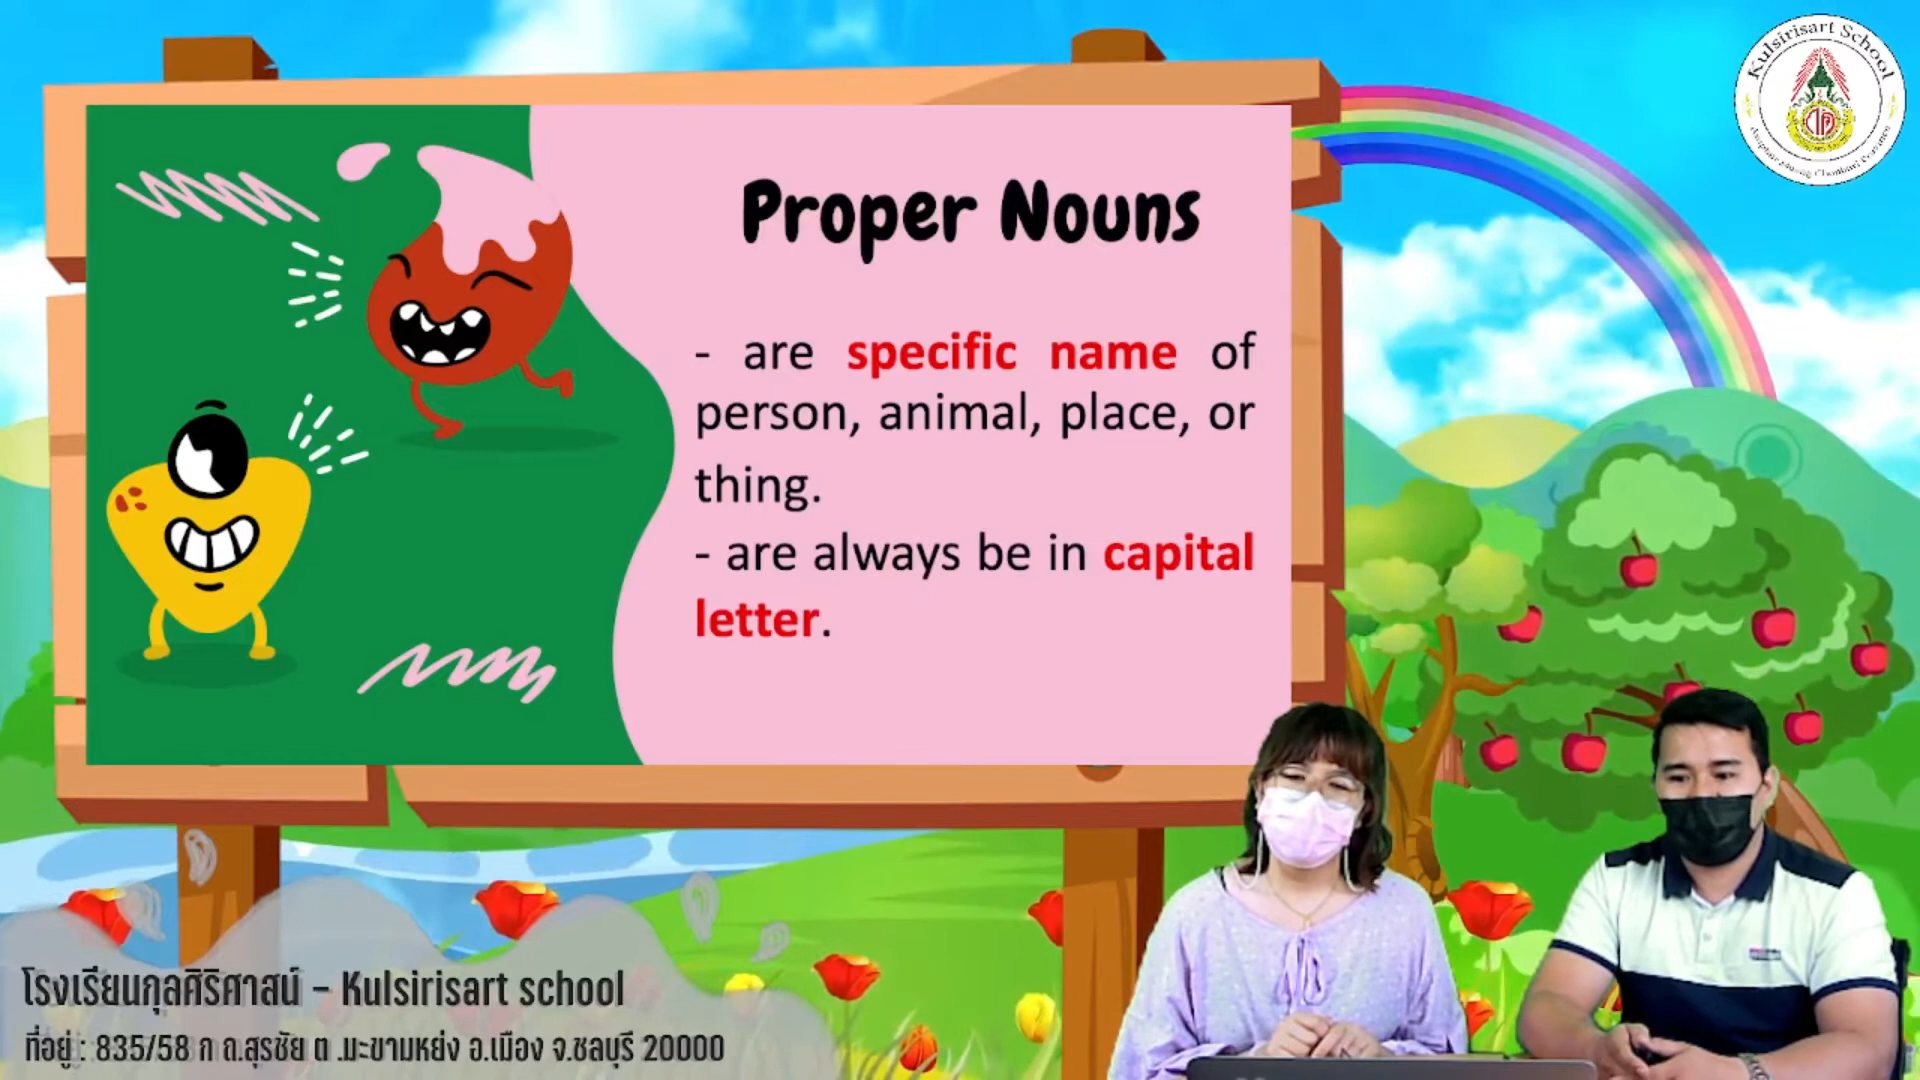 Kulsirisart School
Proper Nouns
- are specific name of
person, animal, place, or
thing.
- are always be in capital
letter.
โรงเรียนกุลศิริศาสน์ - Kulsirisart school
ที่อยู่ : 835/58 ก ถ.สุรชัย ต .มะขามหย่ง อ.เมือง จ.ชลบุรี 20000